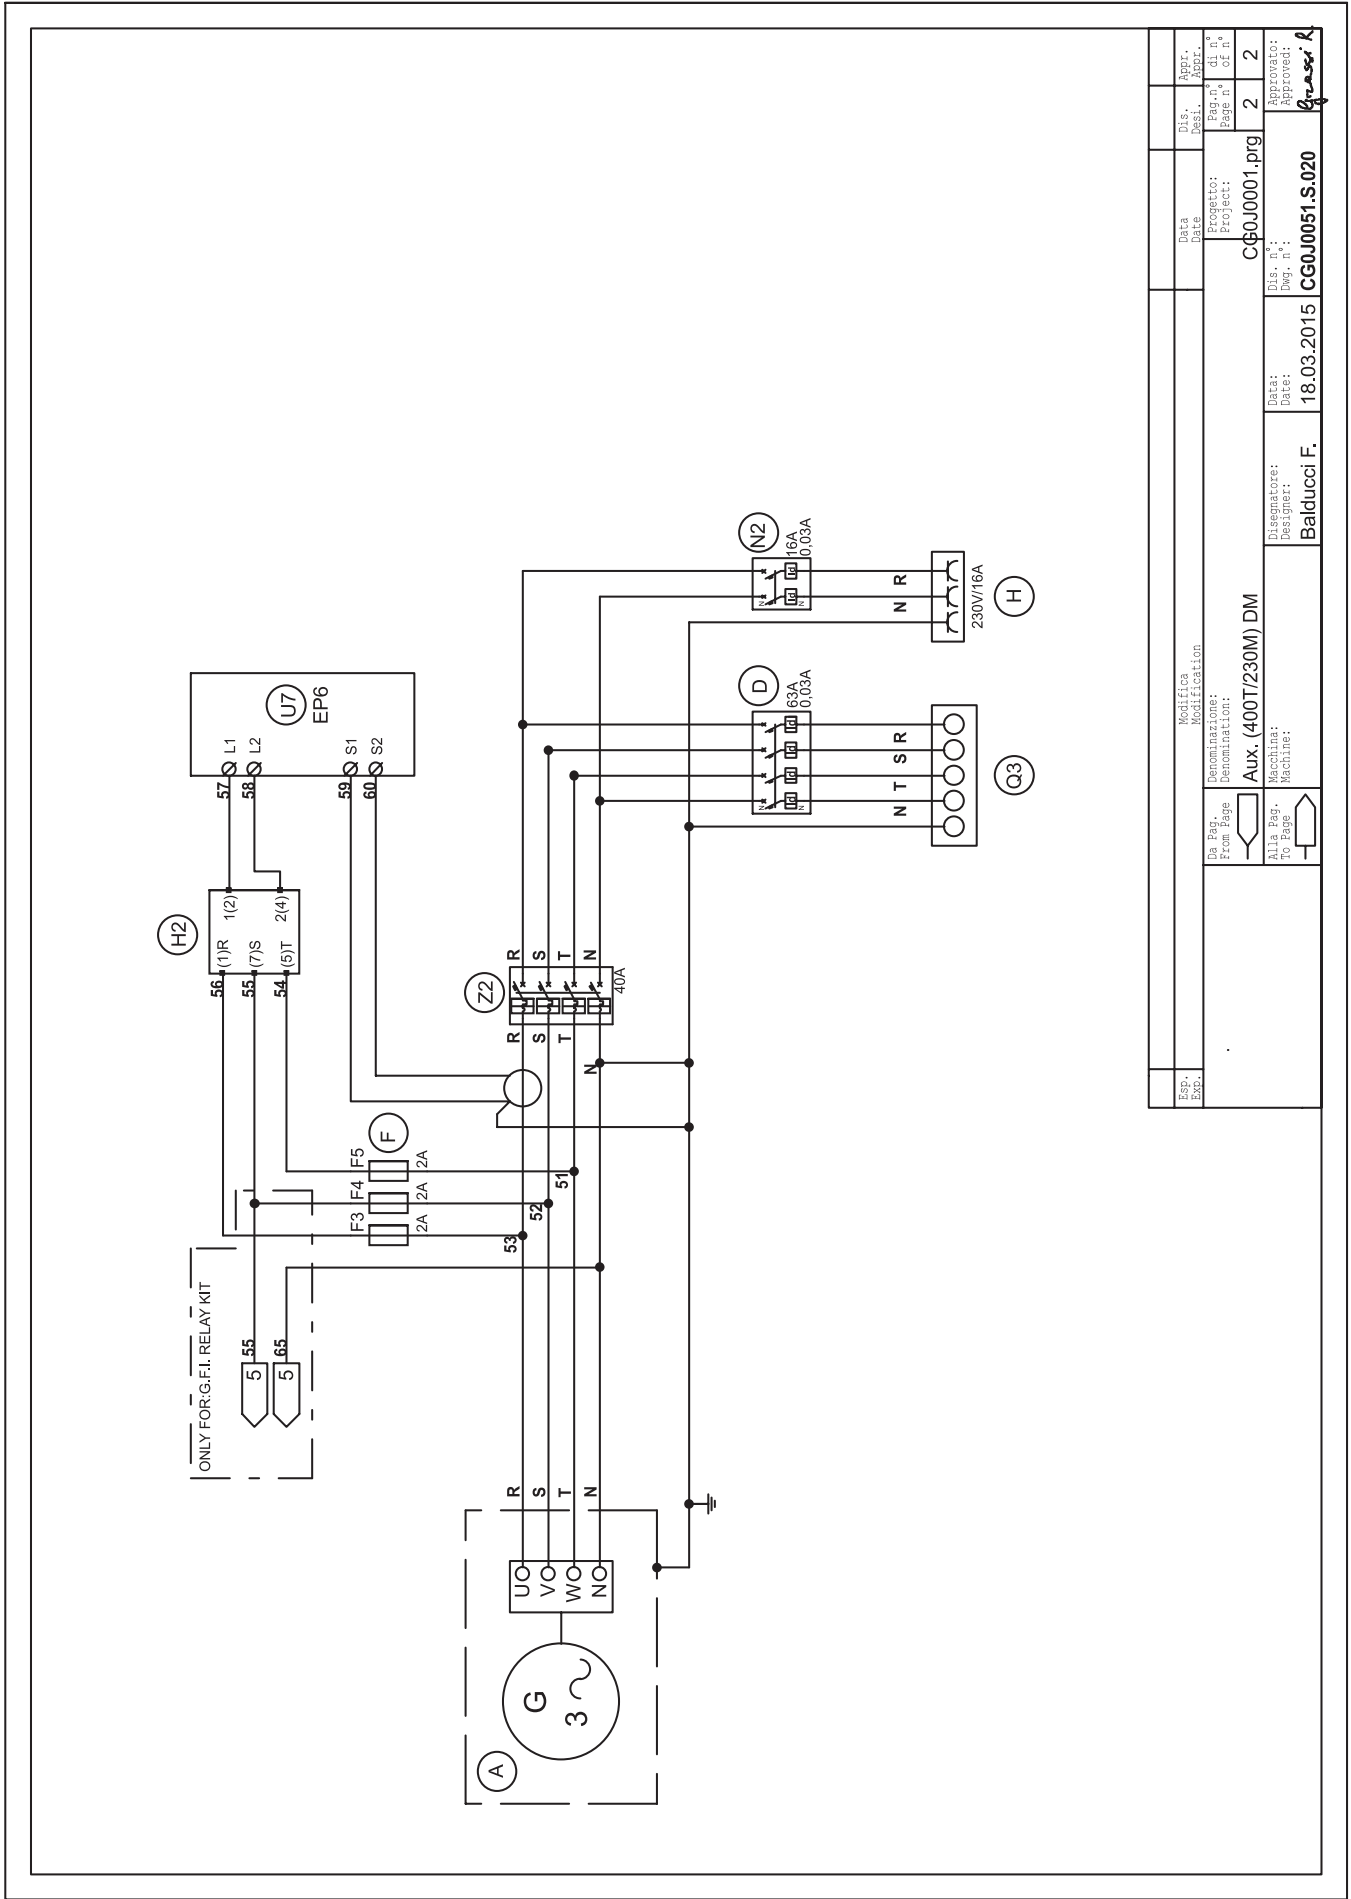 ONLY FOR:G.F.I. RELAY KIT
5
55
5
65
H2
56
(1)R
55
(7)S
54
(5)T
1(2)
2(4)
57
L1
58
L2
59
S1
60
S2
U7
EP6
F
F3
F4
F5
2A
2A
2A
53
52
51
A
G
3
U
V
W
N
R
S
T
N
R
S
T
N
Z2
40A
R
S
T
N
D
63A
0,03A
N
N
N
T
S
R
Q3
N2
16A
0,03A
N
N
N
R
230V/16A
H
Esp.
Exp.
Modifica
Modification
Data
Date
Dis.
Desi.
Appr.
Appr.
Da Pag.
From Page
Denominazione:
Denomination:
Aux. (400T/230M) DM
Progetto:
Project:
CG0J0001.prg
Pag.n°
Page n°
2
di n°
of n°
2
Alla Pag.
To Page
Macchina:
Machine:
Disegnatore:
Designer:
Balducci F.
Data:
Date:
18.03.2015
Dis. n°:
Dwg. n°:
CG0J0051.S.020
Approvato:
Approved:
Grassi R.